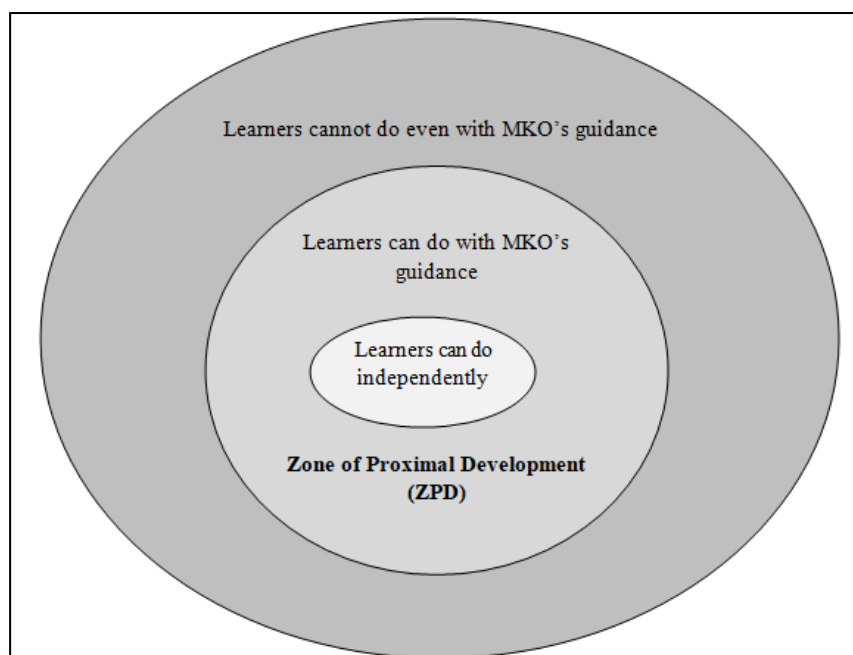 Learners cannot do even with MKO’s guidance
Learners can do with MKO’s
guidance
Learners can do
independently
Zone of Proximal Development
(ZPD)